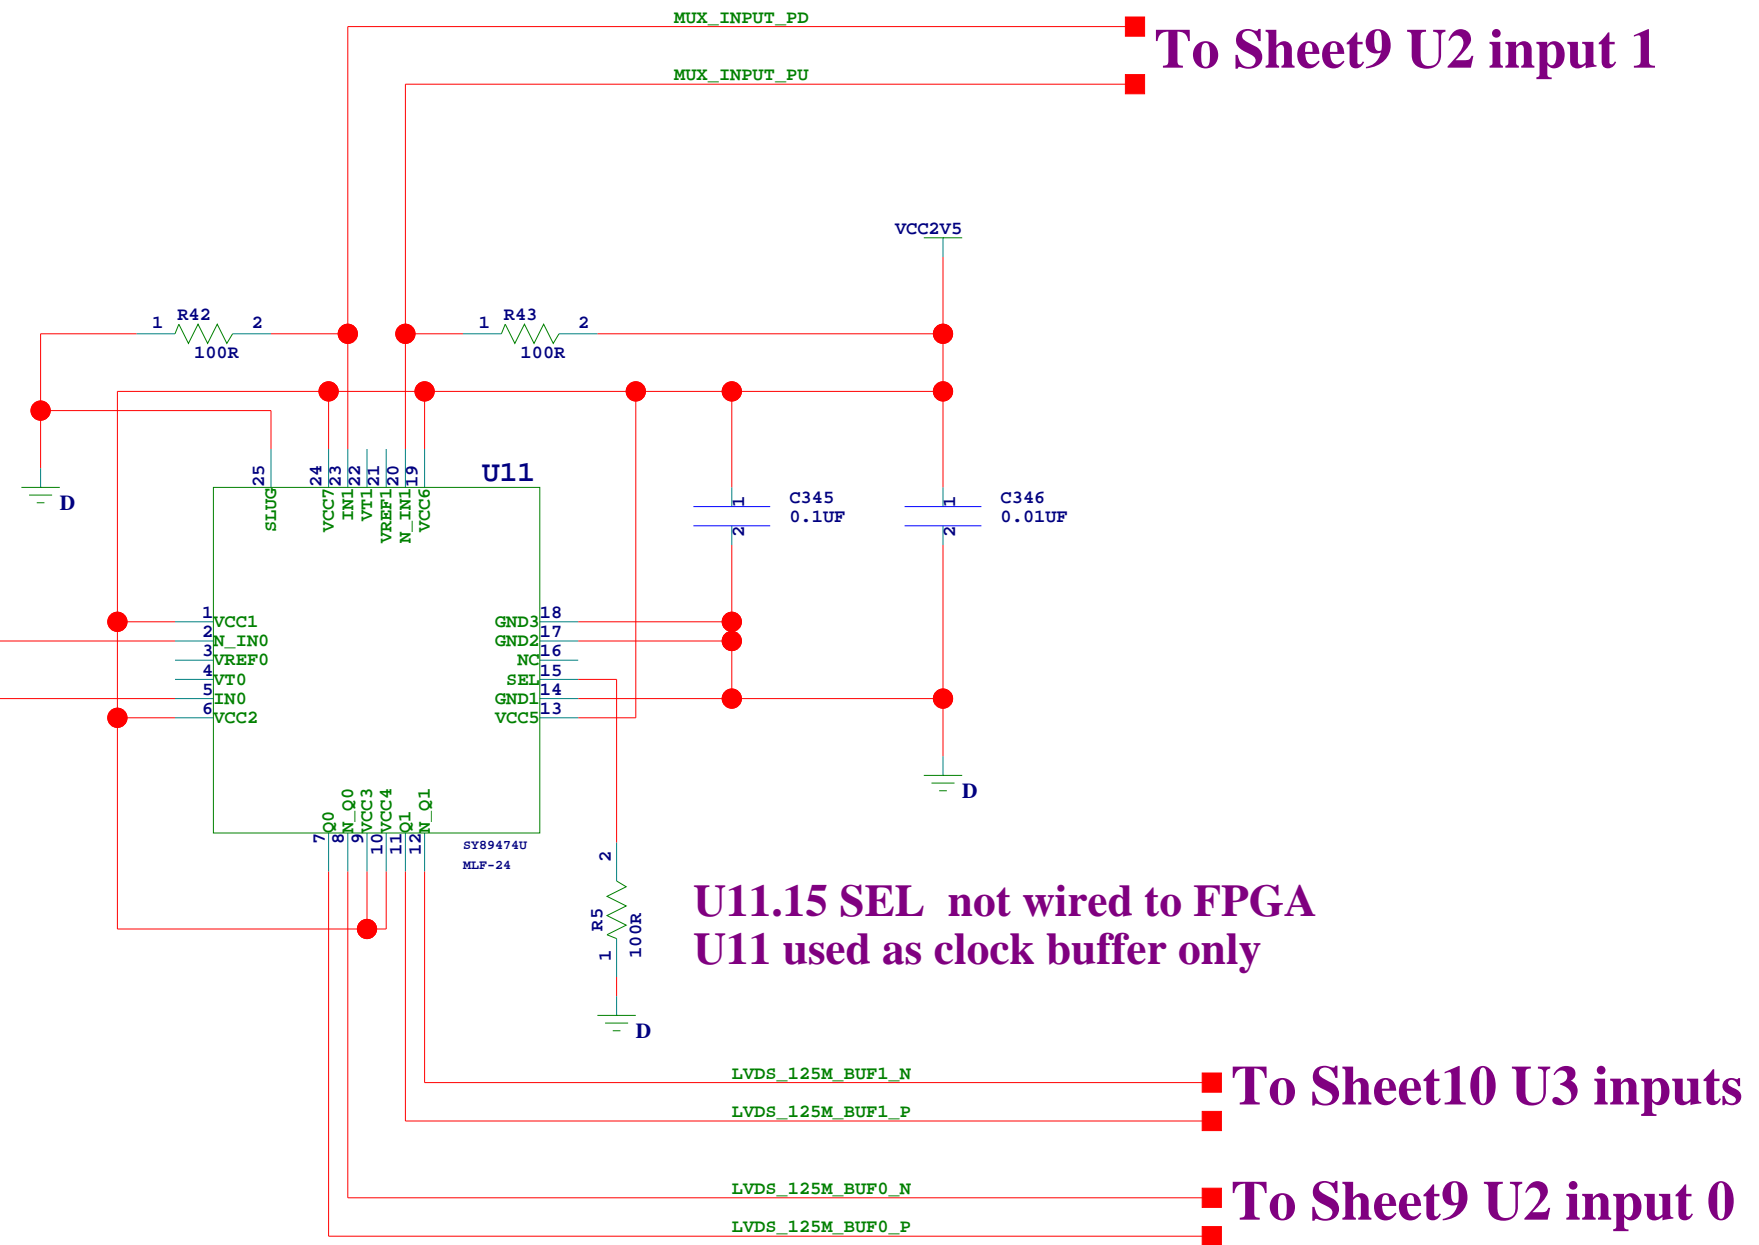 MUX_INPUT_PD
To Sheet9 U2 input 1
MUX_INPUT_PU
VCC2V5
1 R42 2
100R
1 R43 2
100R
D
25 24 23 22 21 20 19
U11
SLUG VCC7 IN1 VT1 VREF1 N_IN1 VCC6
1 C345
0.1UF
2
1 C346
0.01UF
2
1 VCC1
2 N_IN0
3 VREF0
4 VT0
5 IN0
6 VCC2
GND3 18
GND2 17
NC 16
SEL 15
GND1 14
VCC5 13
D
Q0 N_Q0 VCC3 VCC4 Q1 N_Q1
7 8 9 10 11 12
SY89474U
MLF-24
2
R5
100R
1
D
U11.15 SEL  not wired to FPGA
U11 used as clock buffer only
LVDS_125M_BUF1_N
To Sheet10 U3 inputs
LVDS_125M_BUF1_P
LVDS_125M_BUF0_N
To Sheet9 U2 input 0
LVDS_125M_BUF0_P